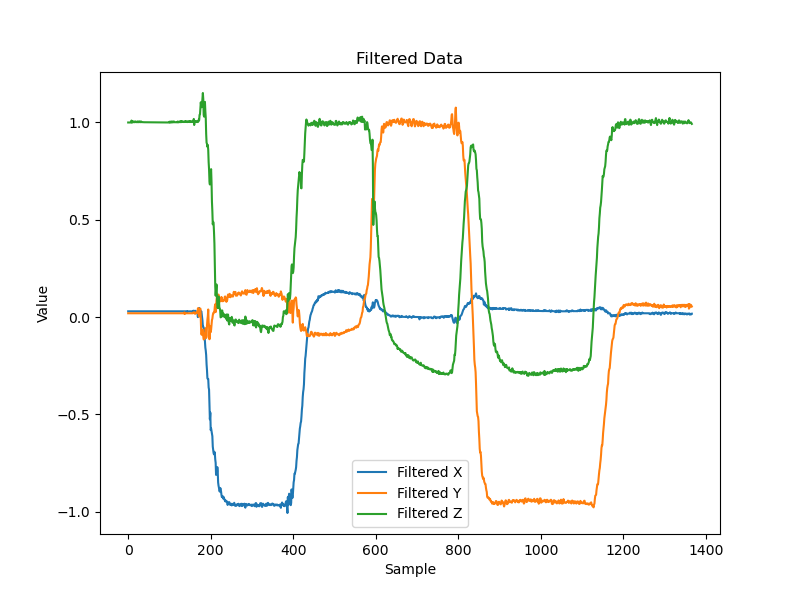 Filtered Data
Value
1.0
0.5
0.0
−0.5
−1.0
Filtered X
Filtered Y
Filtered Z
0 200 400 600 800 1000 1200 1400
Sample